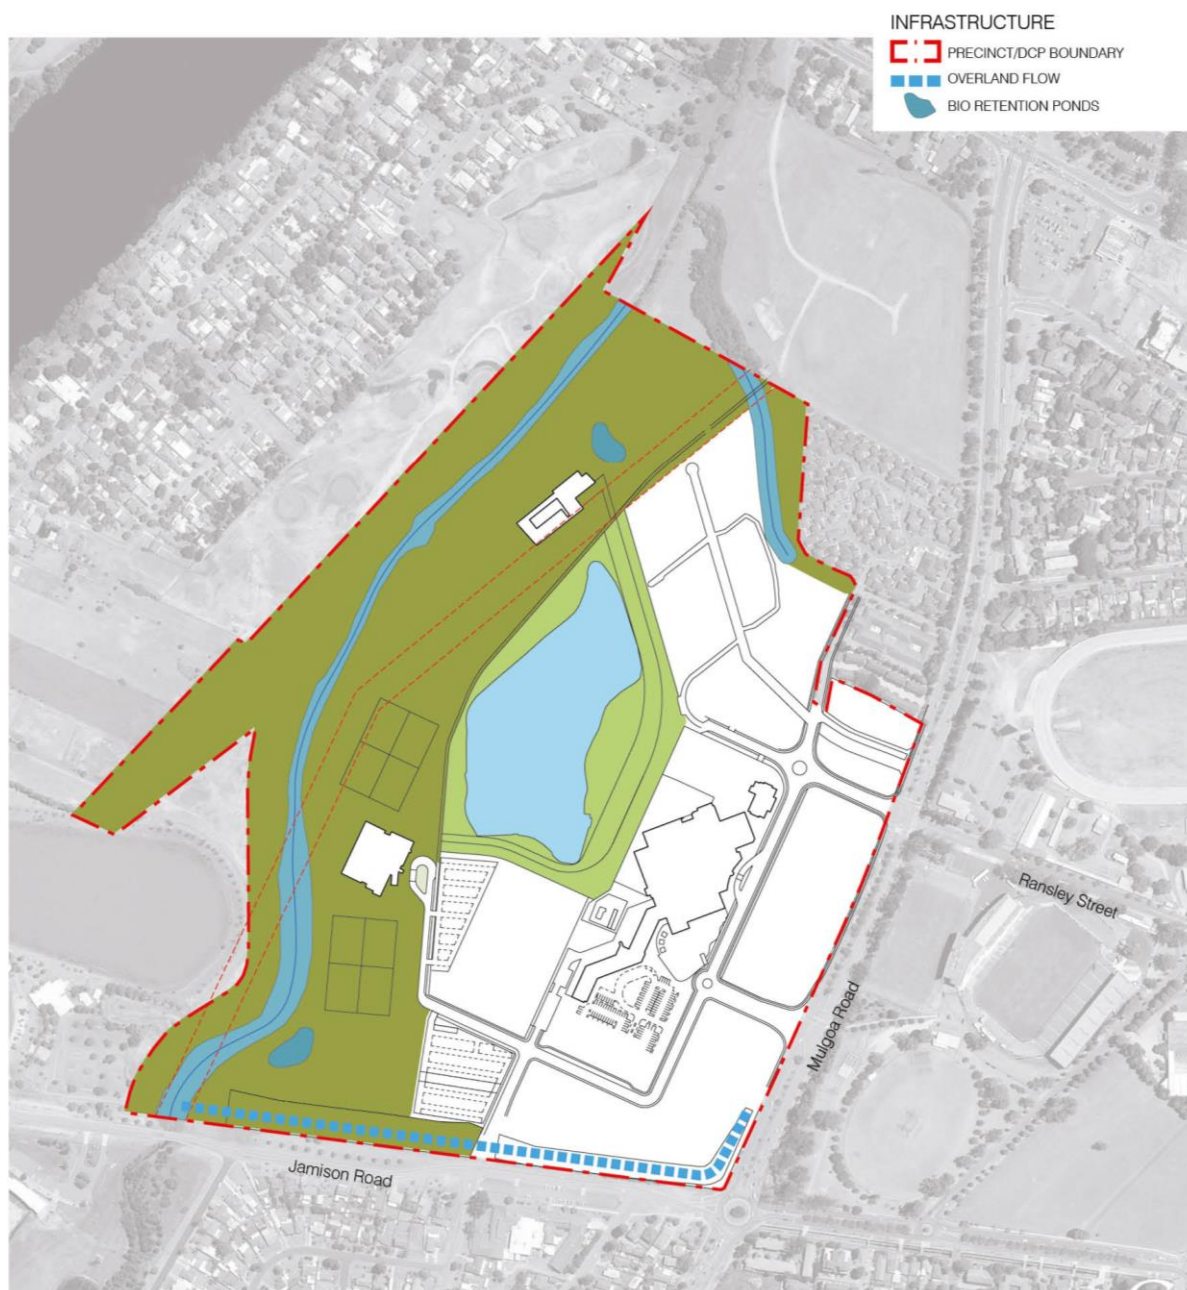 INFRASTRUCTURE
PRECINCT/DCP BOUNDARY
OVERLAND FLOW
BIO RETENTION PONDS
Ransley Street
Mulgoa Road
Jamison Road